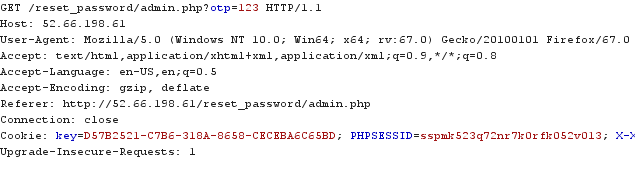 GET /reset_password/admin.php?otp=123 HTTP/1.1
Host: 52.66.198.61
User-Agent: Mozilla/5.0 (Windows NT 10.0; Win64; x64; rv:67.0) Gecko/20100101 Firefox/67.0
Accept: text/html,application/xhtml+xml,application/xml;q=0.9,*/*;q=0.8
Accept-Language: en-US,en;q=0.5
Accept-Encoding: gzip, deflate
Referer: http://52.66.198.61/reset_password/admin.php
Connection: close
Cookie: key=D57B2521-C7B6-318A-8658-CECEBA6C65BD; PHPSESSID=sspmk523q72nr7k0rfk052v013; X-X
Upgrade-Insecure-Requests: 1